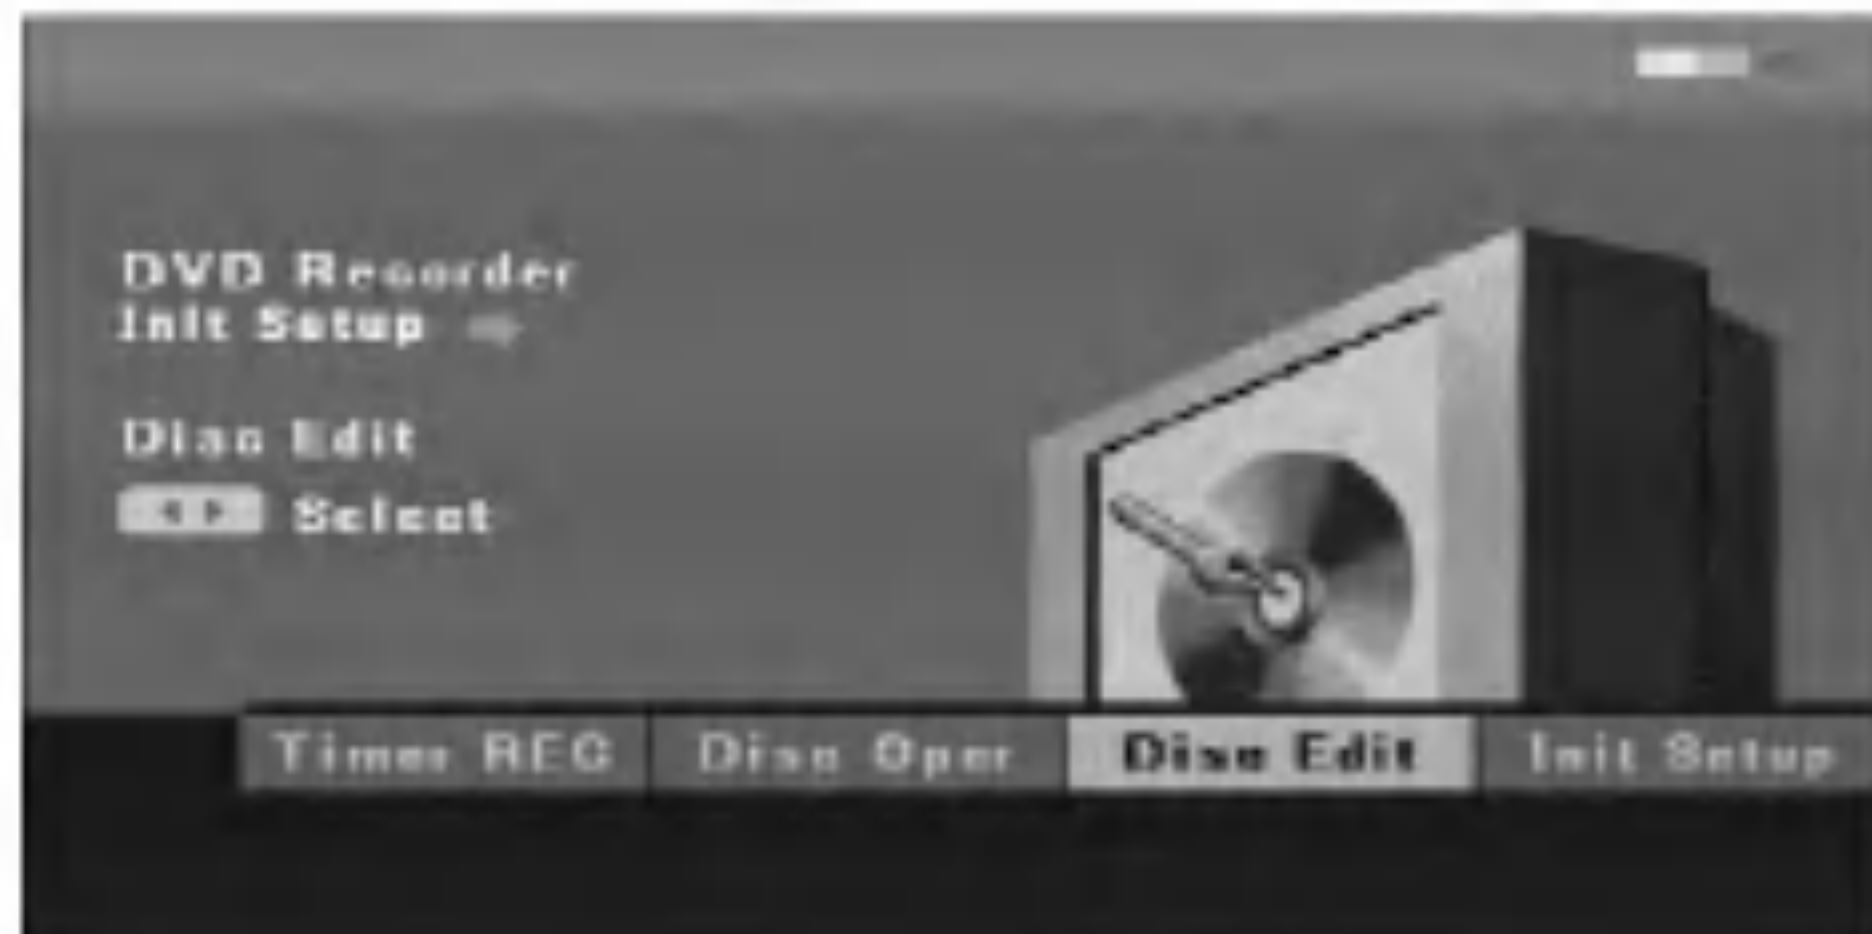 DVD Recorder
Init Setup
Disc Edit
Select
Timer REC
Disc Oper
Disc Edit
Init Setup